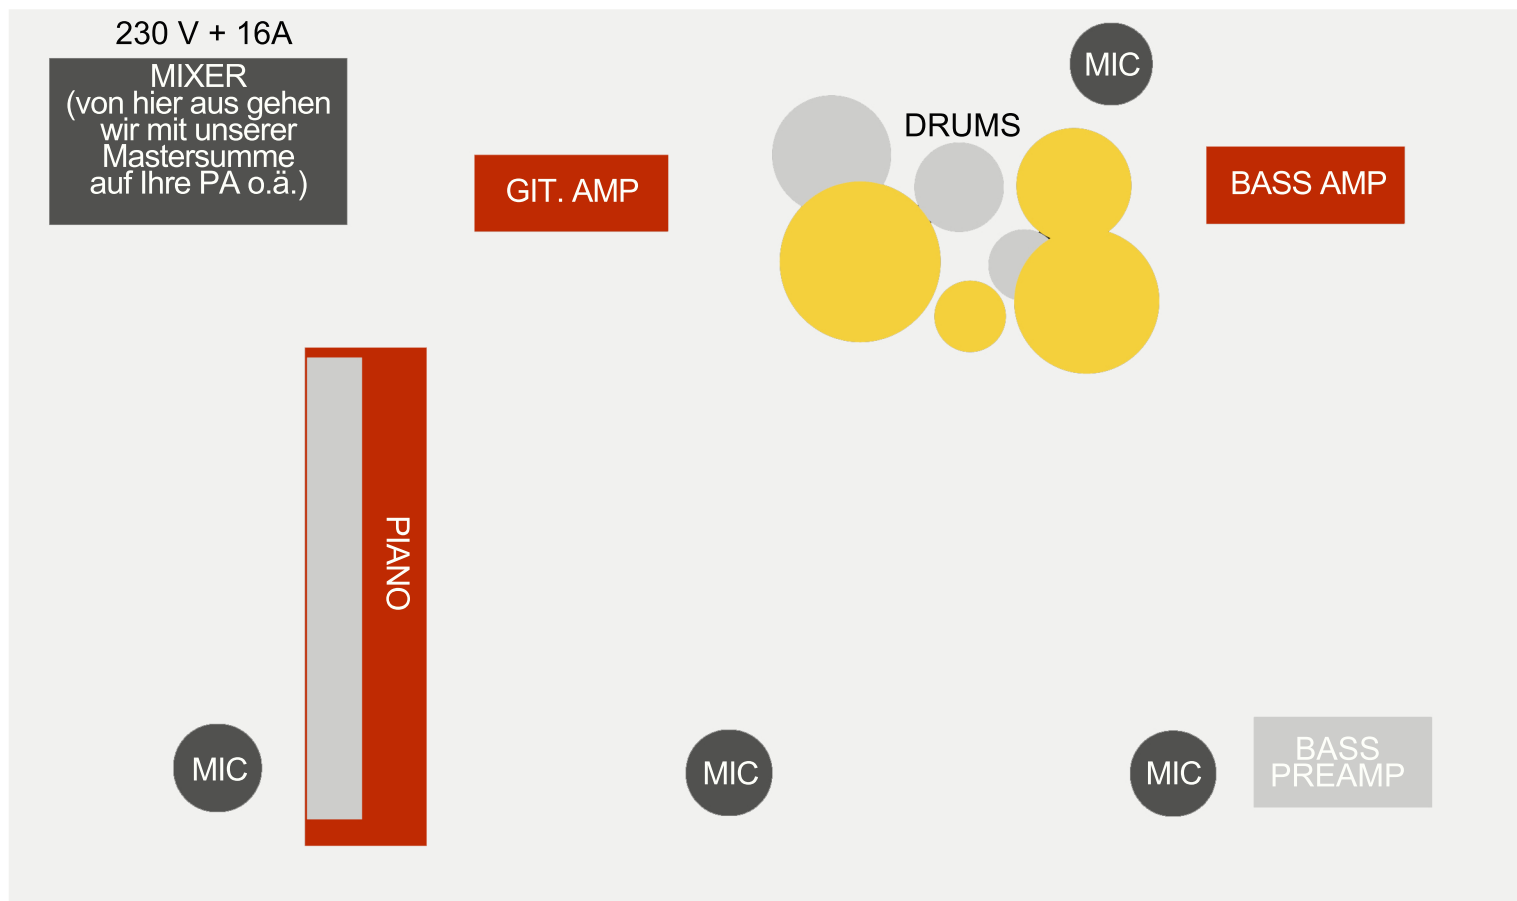 230 V + 16A
MIXER
(von hier aus gehen
wir mit unserer
Mastersumme
auf Ihre PA o.ä.)
MIC
DRUMS
GIT. AMP
BASS AMP
PIANO
MIC
MIC
MIC
BASS
PREAMP